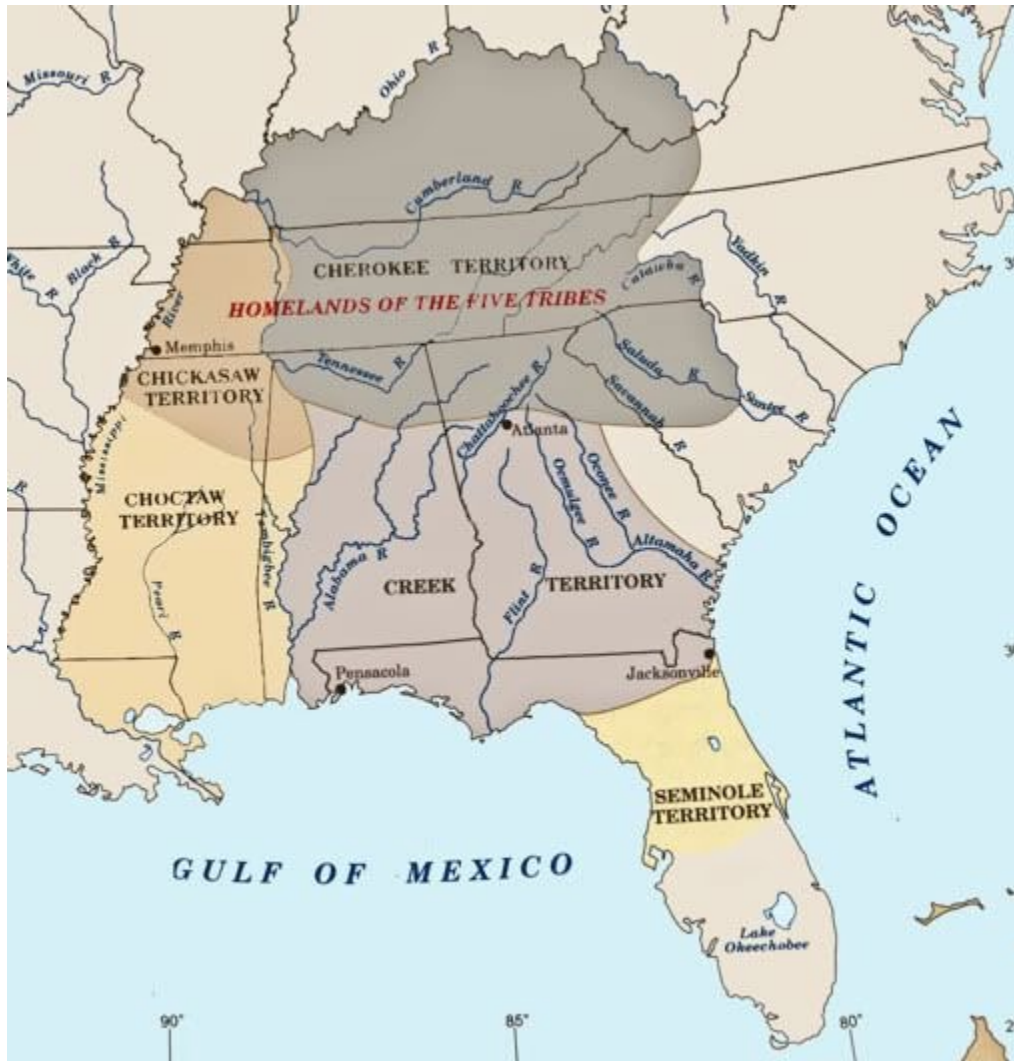 Missouri R
Ohio R
Cumberland R
White R
Black R
Yadkin R
CHEROKEE TERRITORY
Catawba R
HOMELANDS OF THE FIVE TRIBES
River
Memphis
Tennessee R
CHICKASAW
TERRITORY
Saluda R
Savannah R
Santee R
Chattahoochee R
Atlanta
Mississippi
R
CHOCTAW
TERRITORY
Tombigbee R
Pearl R
Alabama R
Oconee R
Ocmulgee R
Altamaha R
Flint R
CREEK TERRITORY
Pensacola
Jacksonville
SEMINOLE
TERRITORY
ATLANTIC OCEAN
GULF OF MEXICO
Lake
Okeechobee
90°
85°
80°